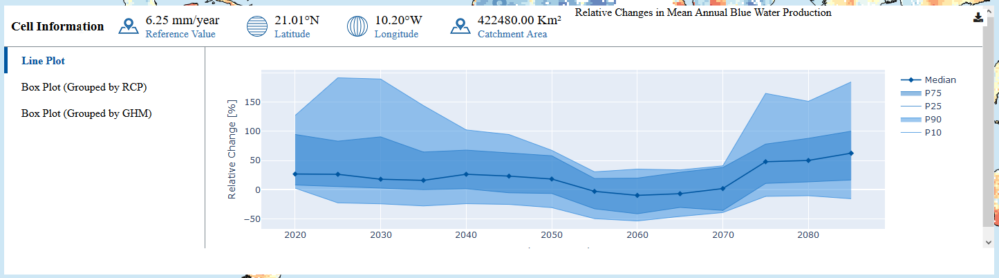 Relative Changes in Mean Annual Blue Water Production
Cell Information
6.25 mm/year
Reference Value
21.01°N
Latitude
10.20°W
Longitude
422480.00 Km²
Catchment Area
Line Plot
Box Plot (Grouped by RCP)
Box Plot (Grouped by GHM)
Relative Change [%]
150
100
50
0
−50
2020
2030
2040
2050
2060
2070
2080
Median
P75
P25
P90
P10